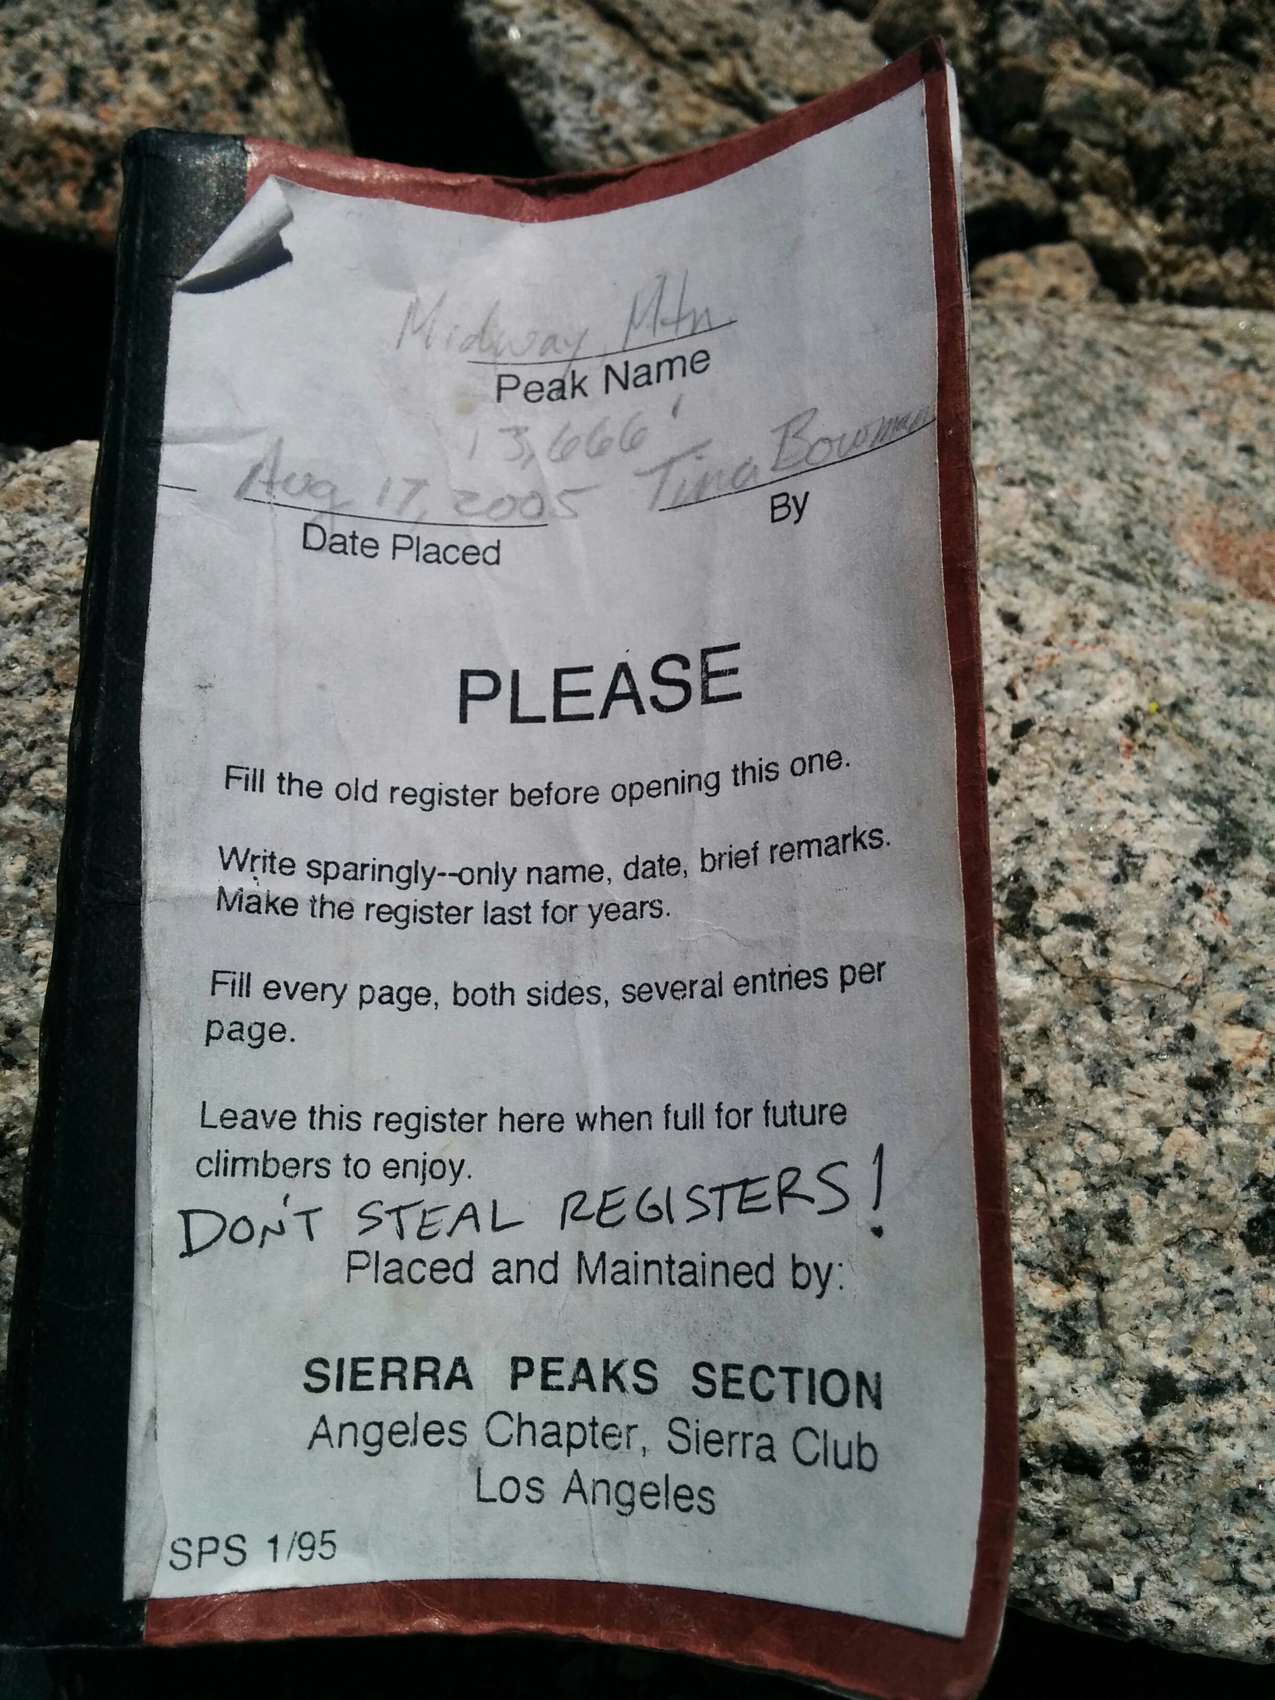 Midway Mtn.
Peak Name
13,666'
Aug 17, 2005 Tina Bowman
Date Placed By
PLEASE
Fill the old register before opening this one.
Write sparingly--only name, date, brief remarks.
Make the register last for years.
Fill every page, both sides, several entries per
page.
Leave this register here when full for future
climbers to enjoy.
DON'T STEAL REGISTERS!
Placed and Maintained by:
SIERRA PEAKS SECTION
Angeles Chapter, Sierra Club
Los Angeles
SPS 1/95